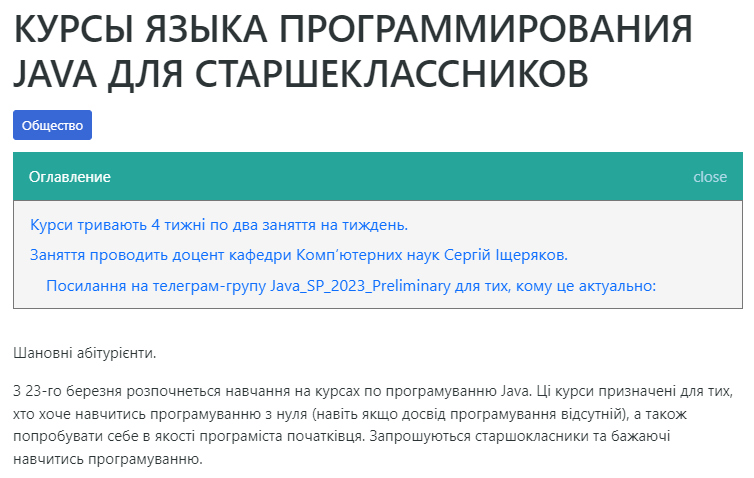 КУРСЫ ЯЗЫКА ПРОГРАММИРОВАНИЯ
JAVA ДЛЯ СТАРШЕКЛАССНИКОВ
Общество
Оглавление close
Курси тривають 4 тижні по два заняття на тиждень.
Заняття проводить доцент кафедри Комп’ютерних наук Сергій Іщеряков.
Посилання на телеграм-групу Java_SP_2023_Preliminary для тих, кому це актуально:
Шановні абітурієнти.
З 23-го березня розпочнеться навчання на курсах по програмуванню Java. Ці курси призначені для тих,
хто хоче навчитись програмуванню з нуля (навіть якщо досвід програмування відсутній), а також
попробувати себе в якості програміста початківця. Запрошуються старшокласники та бажаючі
навчитись програмуванню.